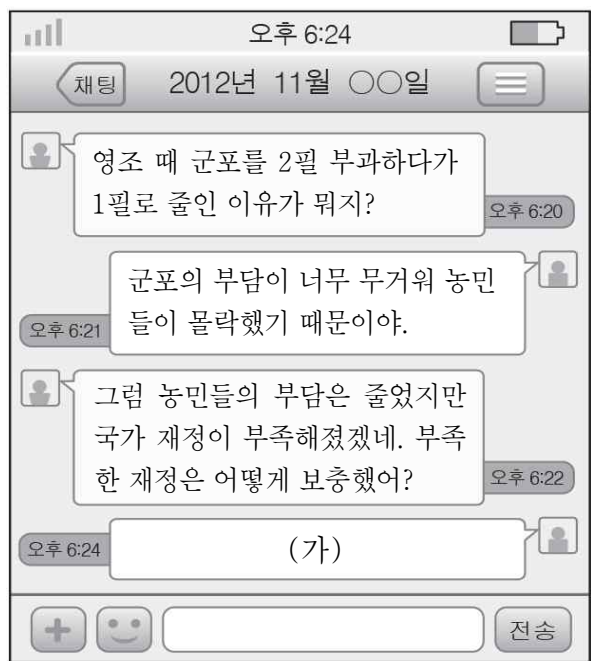 오후 6:24
채팅
2012년 11월 ○○일
영조 때 군포를 2필 부과하다가
1필로 줄인 이유가 뭐지?
오후 6:20
군포의 부담이 너무 무거워 농민
들이 몰락했기 때문이야.
오후 6:21
그럼 농민들의 부담은 줄었지만
국가 재정이 부족해졌겠네. 부족
한 재정은 어떻게 보충했어?
오후 6:22
(가)
오후 6:24
전송